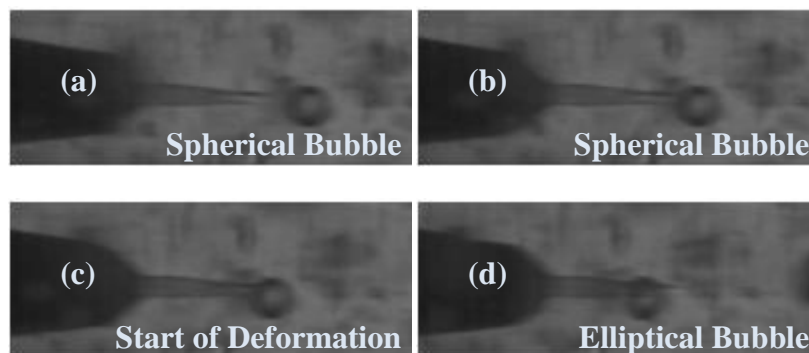 (a)
Spherical Bubble
(b)
Spherical Bubble
(c)
Start of Deformation
(d)
Elliptical Bubble